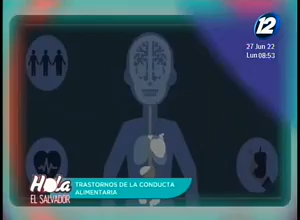 12
27 Jun 22
Lun 08:53
Hola
EL SALVADOR
TRASTORNOS DE LA CONDUCTA
ALIMENTARIA